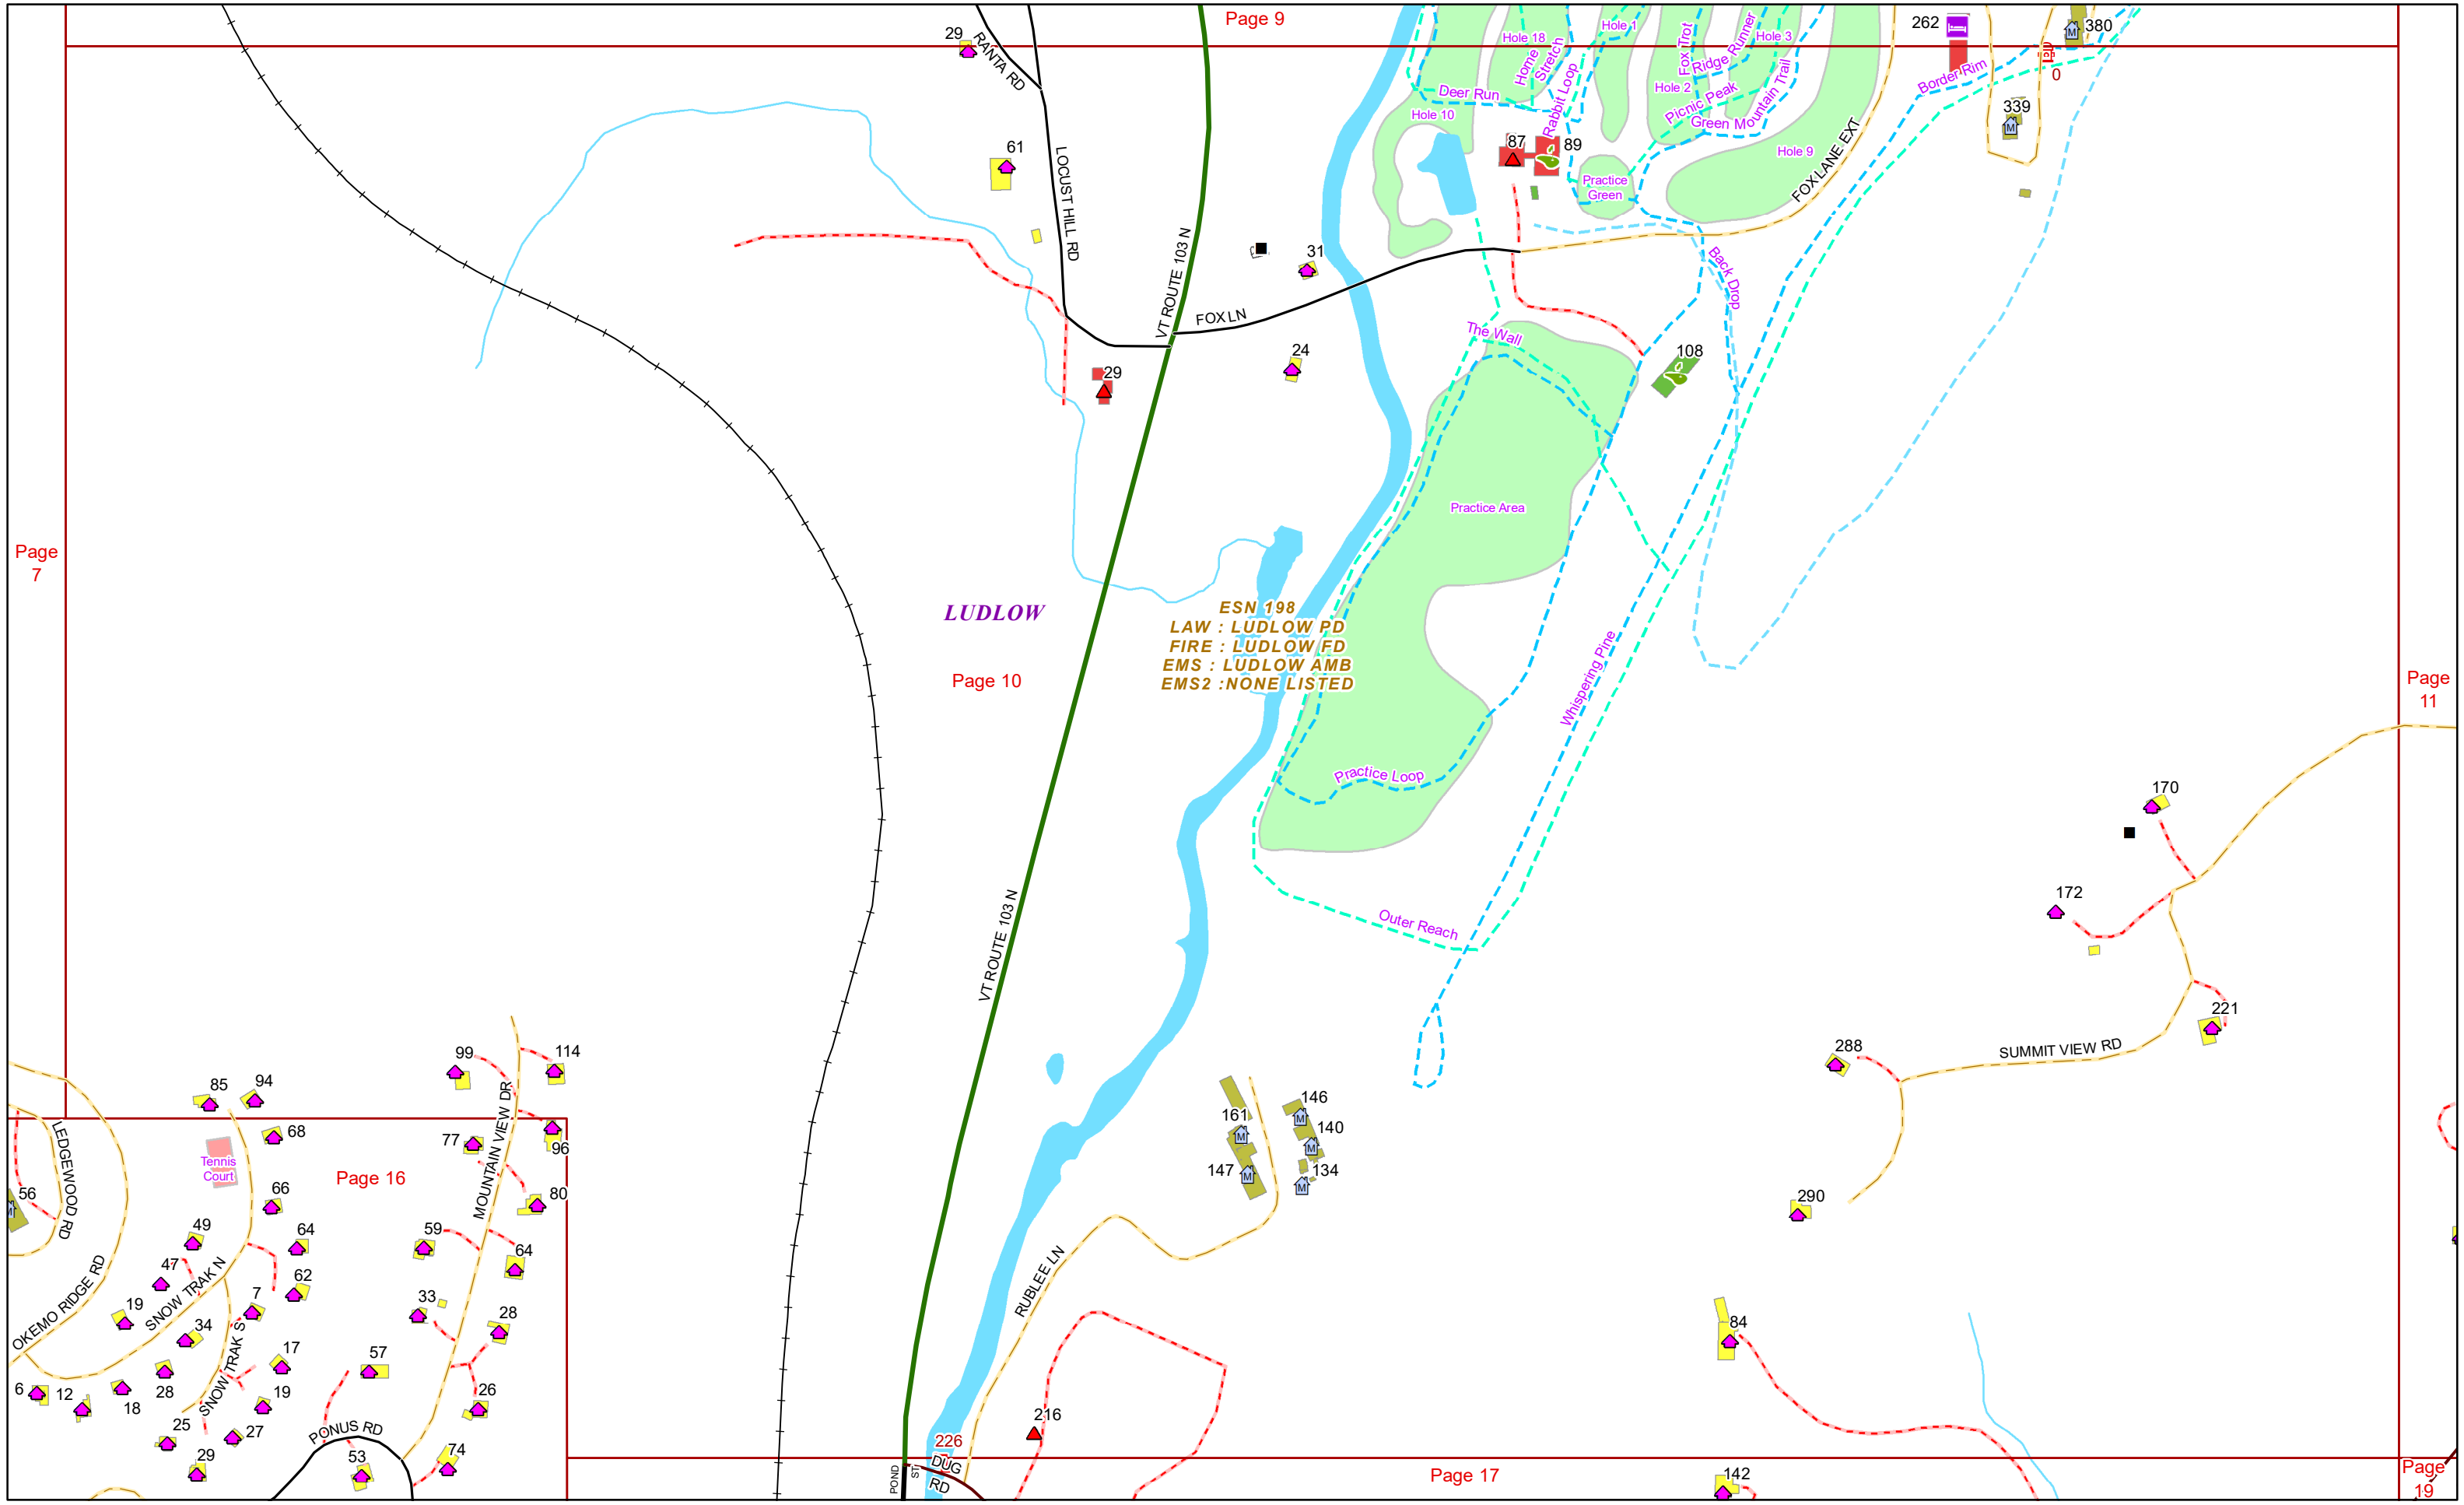 Page 9
29
RANTA RD
61
LOCUST HILL RD
VT ROUTE 103 N
31
FOX LN
24
29
Hole 18
Home
Stretch
Hole 1
Fox Trot
Ridge Runner
Hole 3
Deer Run
Hole 10
Rabbit Loop
Hole 2
Picnic Peak
Green Mountain Trail
87
89
Practice
Green
Hole 9
FOX LANE EXT
262
380
Border Rim
0
339
Back Drop
The Wall
108
Practice Area
Page
7
LUDLOW
Page 10
ESN 198
LAW : LUDLOW PD
FIRE : LUDLOW FD
EMS : LUDLOW AMB
EMS2 :NONE LISTED
Whispering Pine
Practice Loop
Outer Reach
VT ROUTE 103 N
Page
11
170
172
221
SUMMIT VIEW RD
288
290
84
142
161
146
140
147
134
RUBLEE LN
216
226
DUG
RD
POND
ST
Page 17
Page
19
99
114
85
94
MOUNTAIN VIEW DR
LEDGEWOOD RD
68
77
96
Tennis
Court
Page 16
56
66
80
49
64
59
64
47
62
OKEMO RIDGE RD
SNOW TRAK N
19
7
33
28
34
SNOW TRAK S
17
57
6
12
18
28
19
26
25
27
PONUS RD
29
53
74
M
M
M
M
M
M
M
M